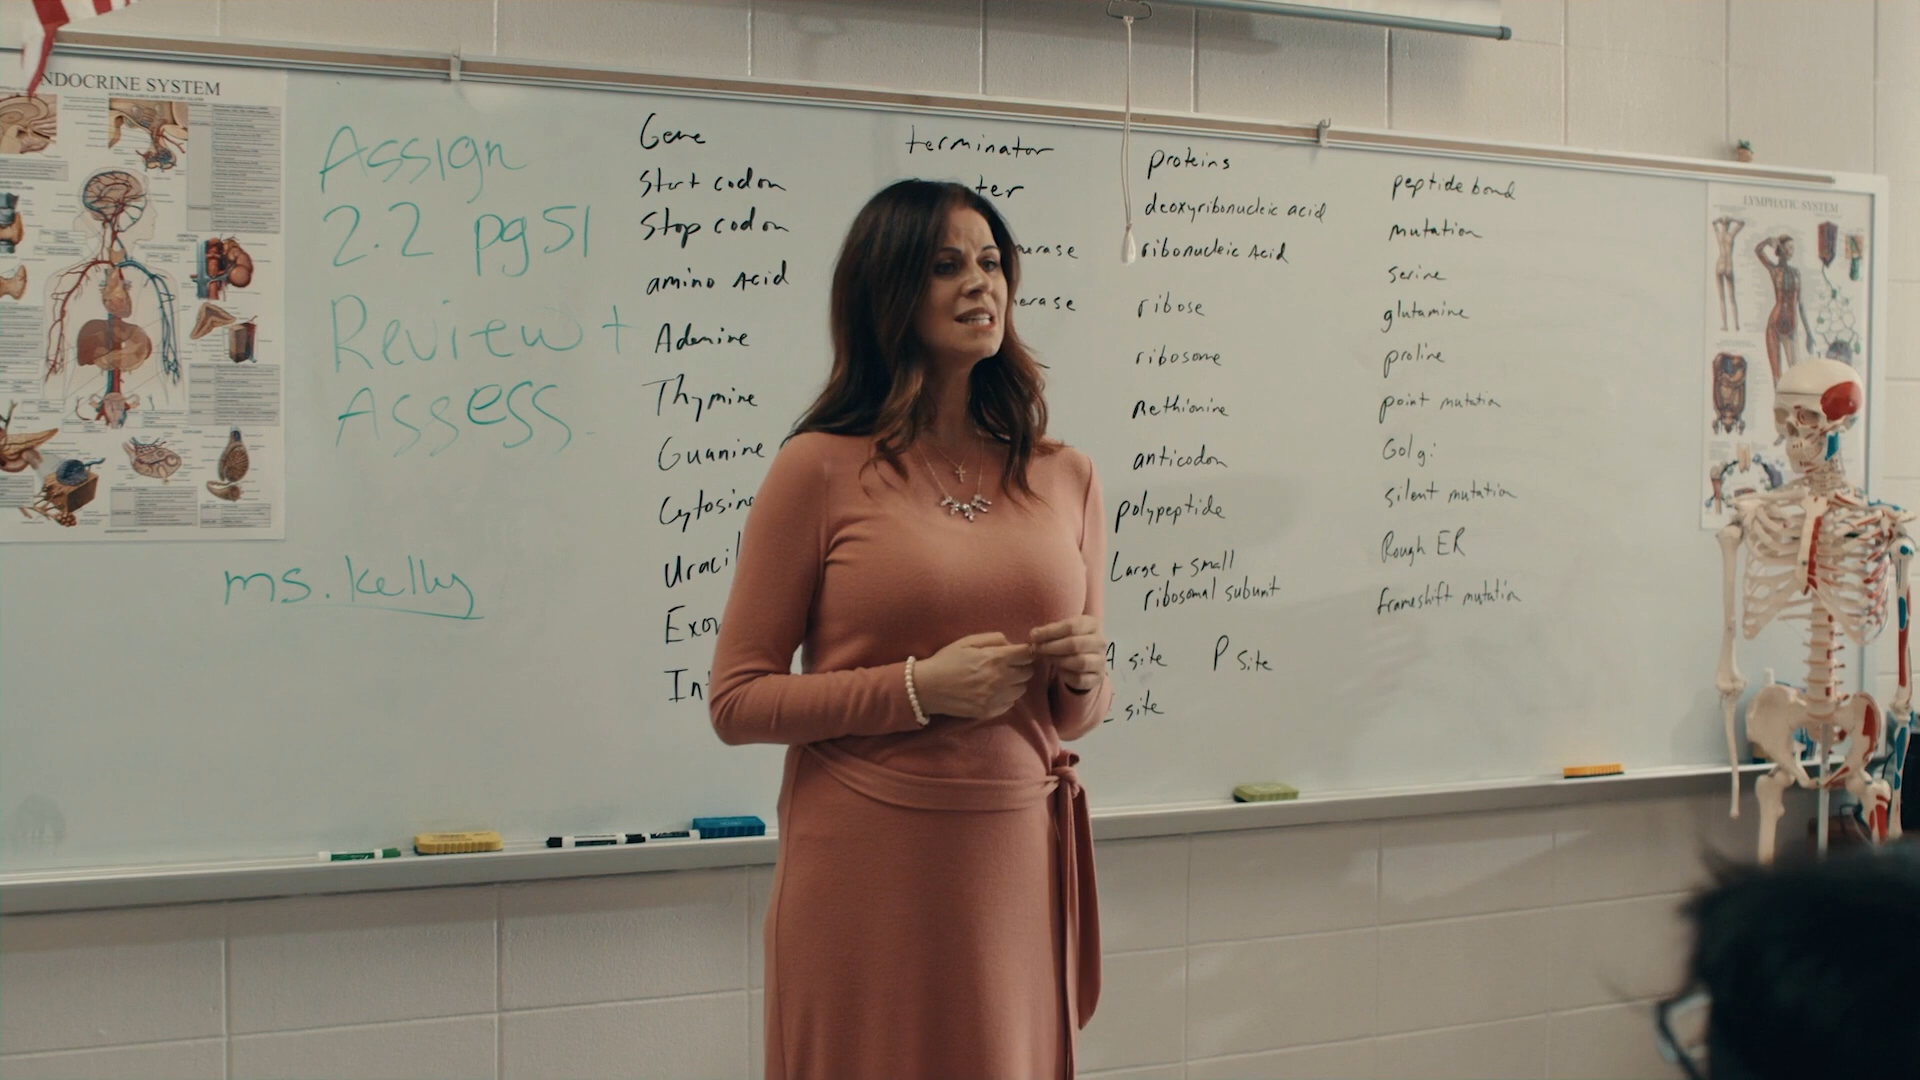 ENDOCRINE SYSTEM
Assign
2.2 pg51
Review +
Assess
ms. kelly
Gene
Start codon
Stop codon
amino Acid
Adenine
Thymine
Guanine
Cytosine
Uracil
terminator
proteins
deoxyribonucleic acid
ribonucleic Acid
ribose
ribosome
Methionine
anticodon
polypeptide
Large + small
ribosomal subunit
A site P site
site
peptide bond
mutation
serine
glutamine
proline
point mutation
Golgi
silent mutation
Rough ER
frameshift mutation
LYMPHATIC SYSTEM